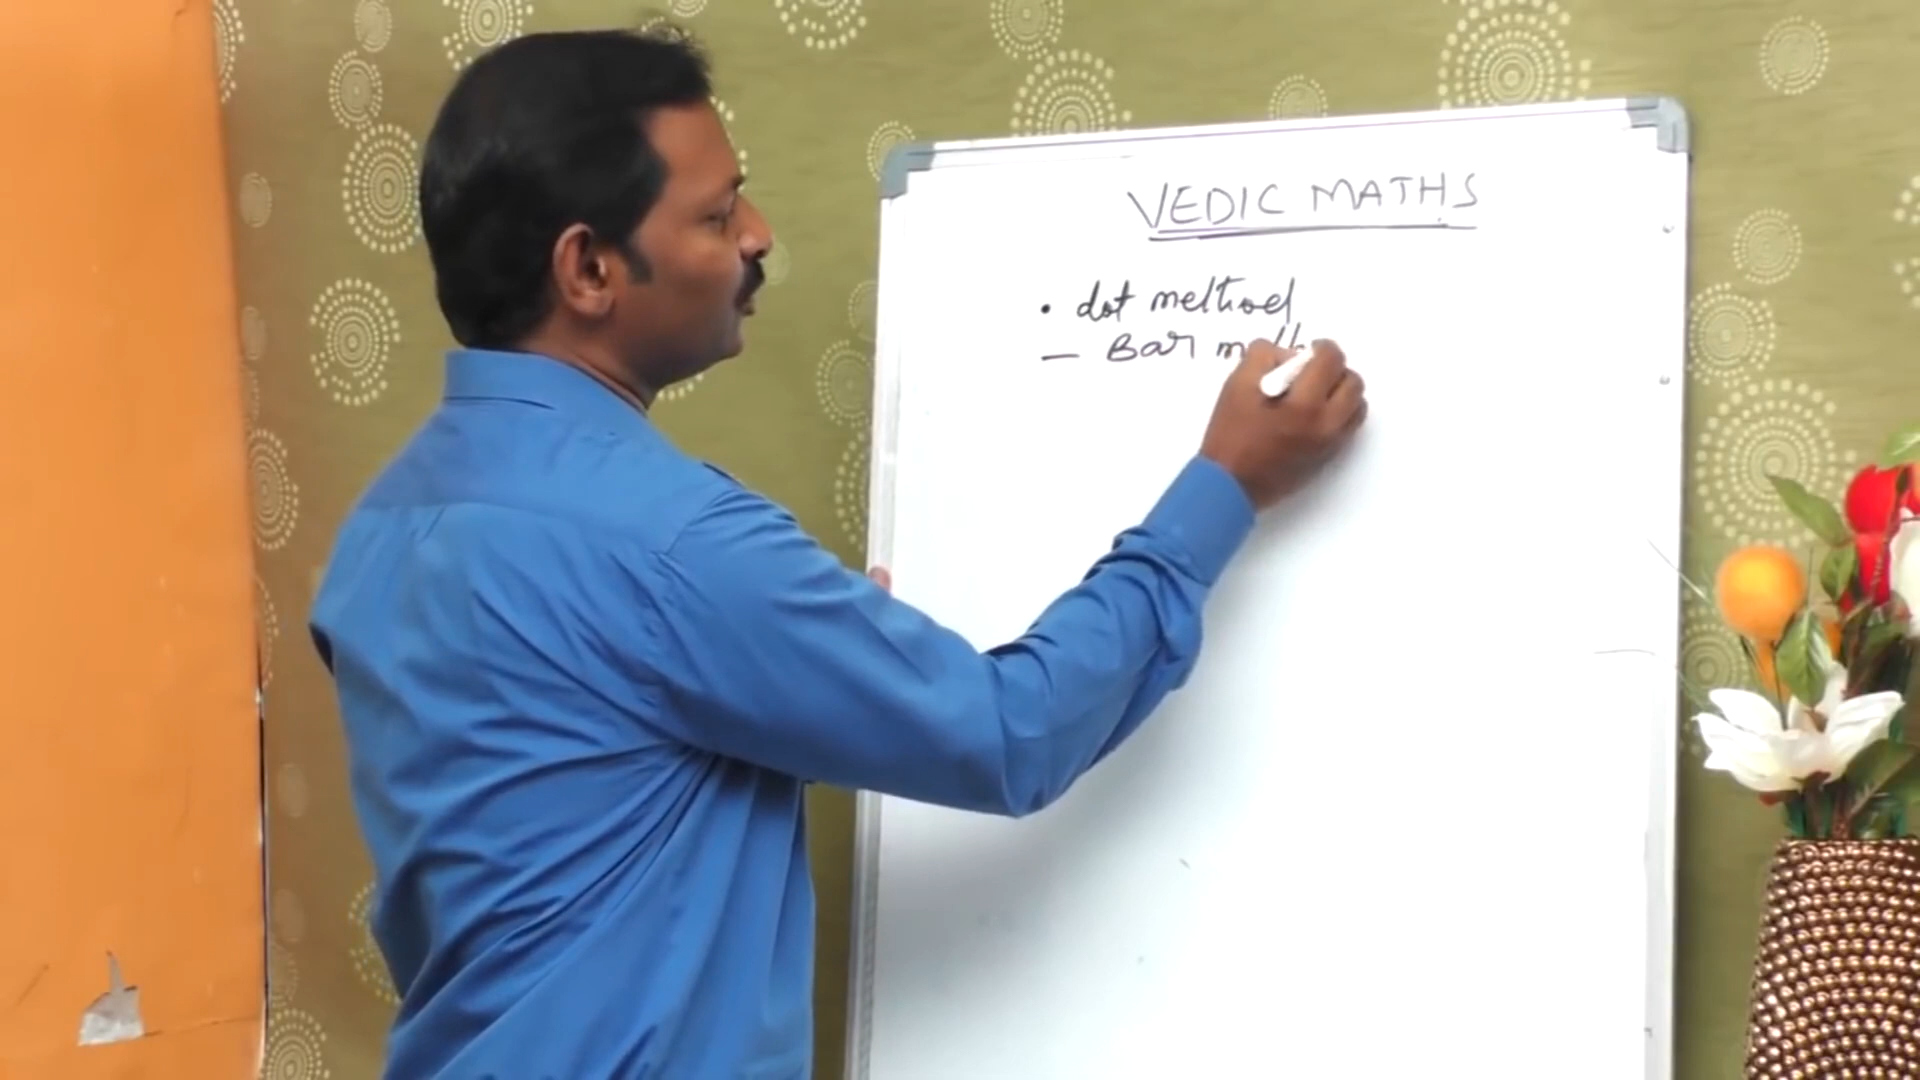 VEDIC MATHS
• dot method
— Bar